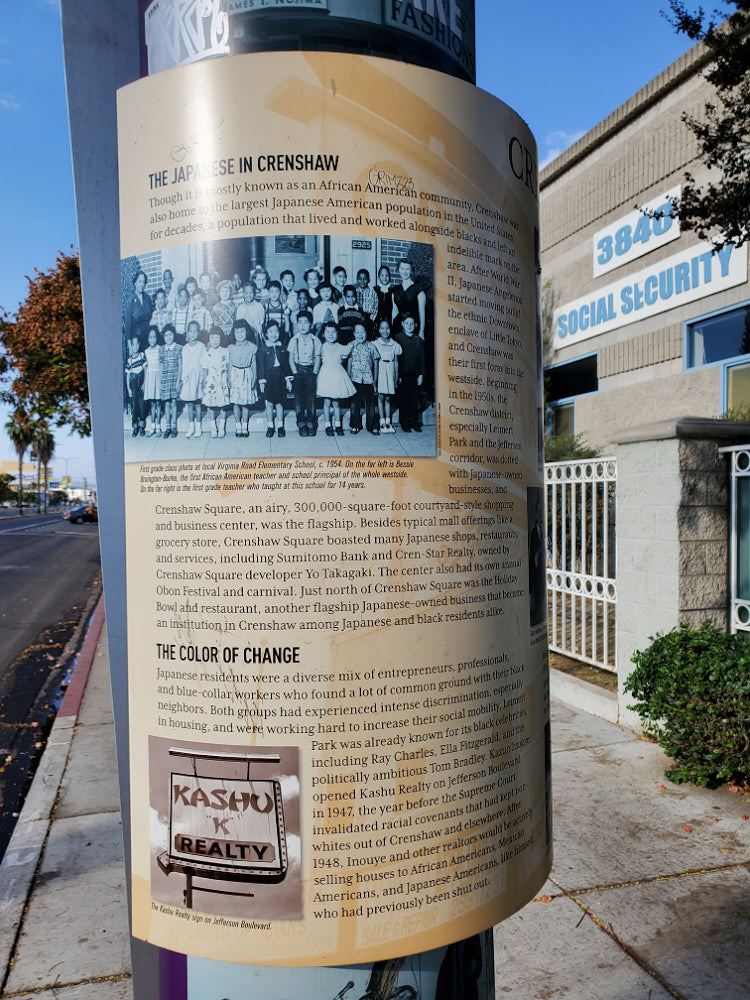 JAMES T. NOJIMA
FASHIONS
CR
THE JAPANESE IN CRENSHAW
GRIMZ23
Though it is mostly known as an African American community, Crenshaw was
also home to the largest Japanese American population in the United States
for decades, a population that lived and worked alongside blacks and left an
indelible mark on the
area. After World War
II, Japanese Angelenos
started moving out of
the ethnic Downtown
enclave of Little Tokyo,
and Crenshaw was
their first foray into the
westside. Beginning
in the 1950s, the
Crenshaw district,
especially Leimert
Park and the Jefferson
corridor, was dotted
with Japanese-owned
businesses, and
2925
First grade class photo at local Virginia Road Elementary School, c. 1954. On the far left is Bessie
Bruington-Burke, the first African American teacher and school principal of the whole westside.
On the far right is the first grade teacher who taught at this school for 14 years.
Crenshaw Square, an airy, 300,000-square-foot courtyard-style shopping
and business center, was the flagship. Besides typical mall offerings like a
grocery store, Crenshaw Square boasted many Japanese shops, restaurants,
and services, including Sumitomo Bank and Cren-Star Realty, owned by
Crenshaw Square developer Yo Takagaki. The center also had its own annual
Obon Festival and carnival. Just north of Crenshaw Square was the Holiday
Bowl and restaurant, another flagship Japanese-owned business that became
an institution in Crenshaw among Japanese and black residents alike.
THE COLOR OF CHANGE
Japanese residents were a diverse mix of entrepreneurs, professionals,
and blue-collar workers who found a lot of common ground with their black
neighbors. Both groups had experienced intense discrimination, especially
in housing, and were working hard to increase their social mobility. Leimert
Park was already known for its black celebrities,
including Ray Charles, Ella Fitzgerald, and the
politically ambitious Tom Bradley. Kazuo Inouye
opened Kashu Realty on Jefferson Boulevard
in 1947, the year before the Supreme Court
invalidated racial covenants that had kept non-
whites out of Crenshaw and elsewhere. After
1948, Inouye and other realtors would be actively
selling houses to African Americans, Mexican
Americans, and Japanese Americans, like himself,
who had previously been shut out.
KASHU
"K"
REALTY
The Kashu Realty sign on Jefferson Boulevard.
SALE & REPAIR
3840
SOCIAL SECURITY